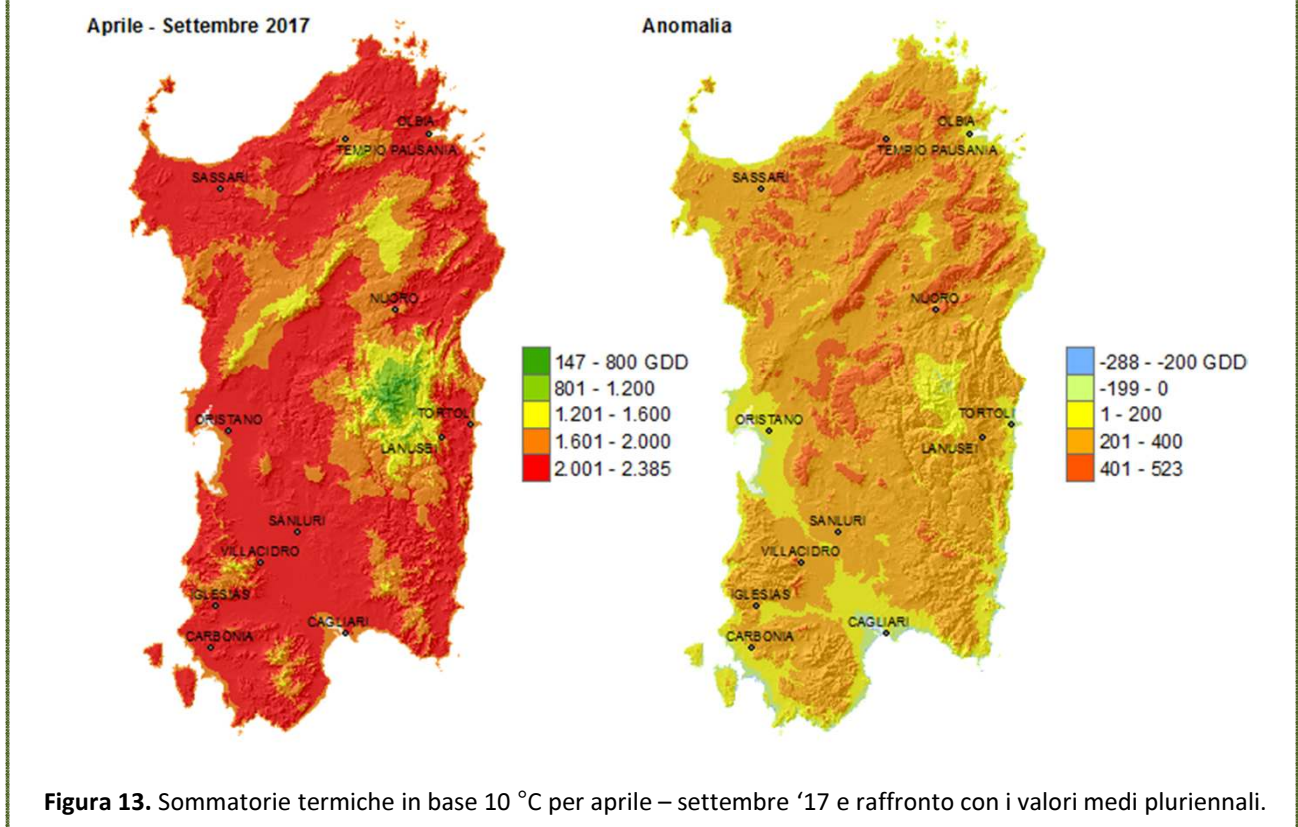 Aprile - Settembre 2017
OLBIA
TEMPIO PAUSANIA
SASSARI
NUORO
ORISTANO
TORTOLI
LANUSEI
SANLURI
VILLACIDRO
IGLESIAS
CAGLIARI
CARBONIA
147 - 800 GDD
801 - 1.200
1.201 - 1.600
1.601 - 2.000
2.001 - 2.385
Anomalia
OLBIA
TEMPIO PAUSANIA
SASSARI
NUORO
ORISTANO
TORTOLI
LANUSEI
SANLURI
VILLACIDRO
IGLESIAS
CAGLIARI
CARBONIA
-288 - -200 GDD
-199 - 0
1 - 200
201 - 400
401 - 523
Figura 13. Sommatorie termiche in base 10 °C per aprile – settembre ‘17 e raffronto con i valori medi pluriennali.